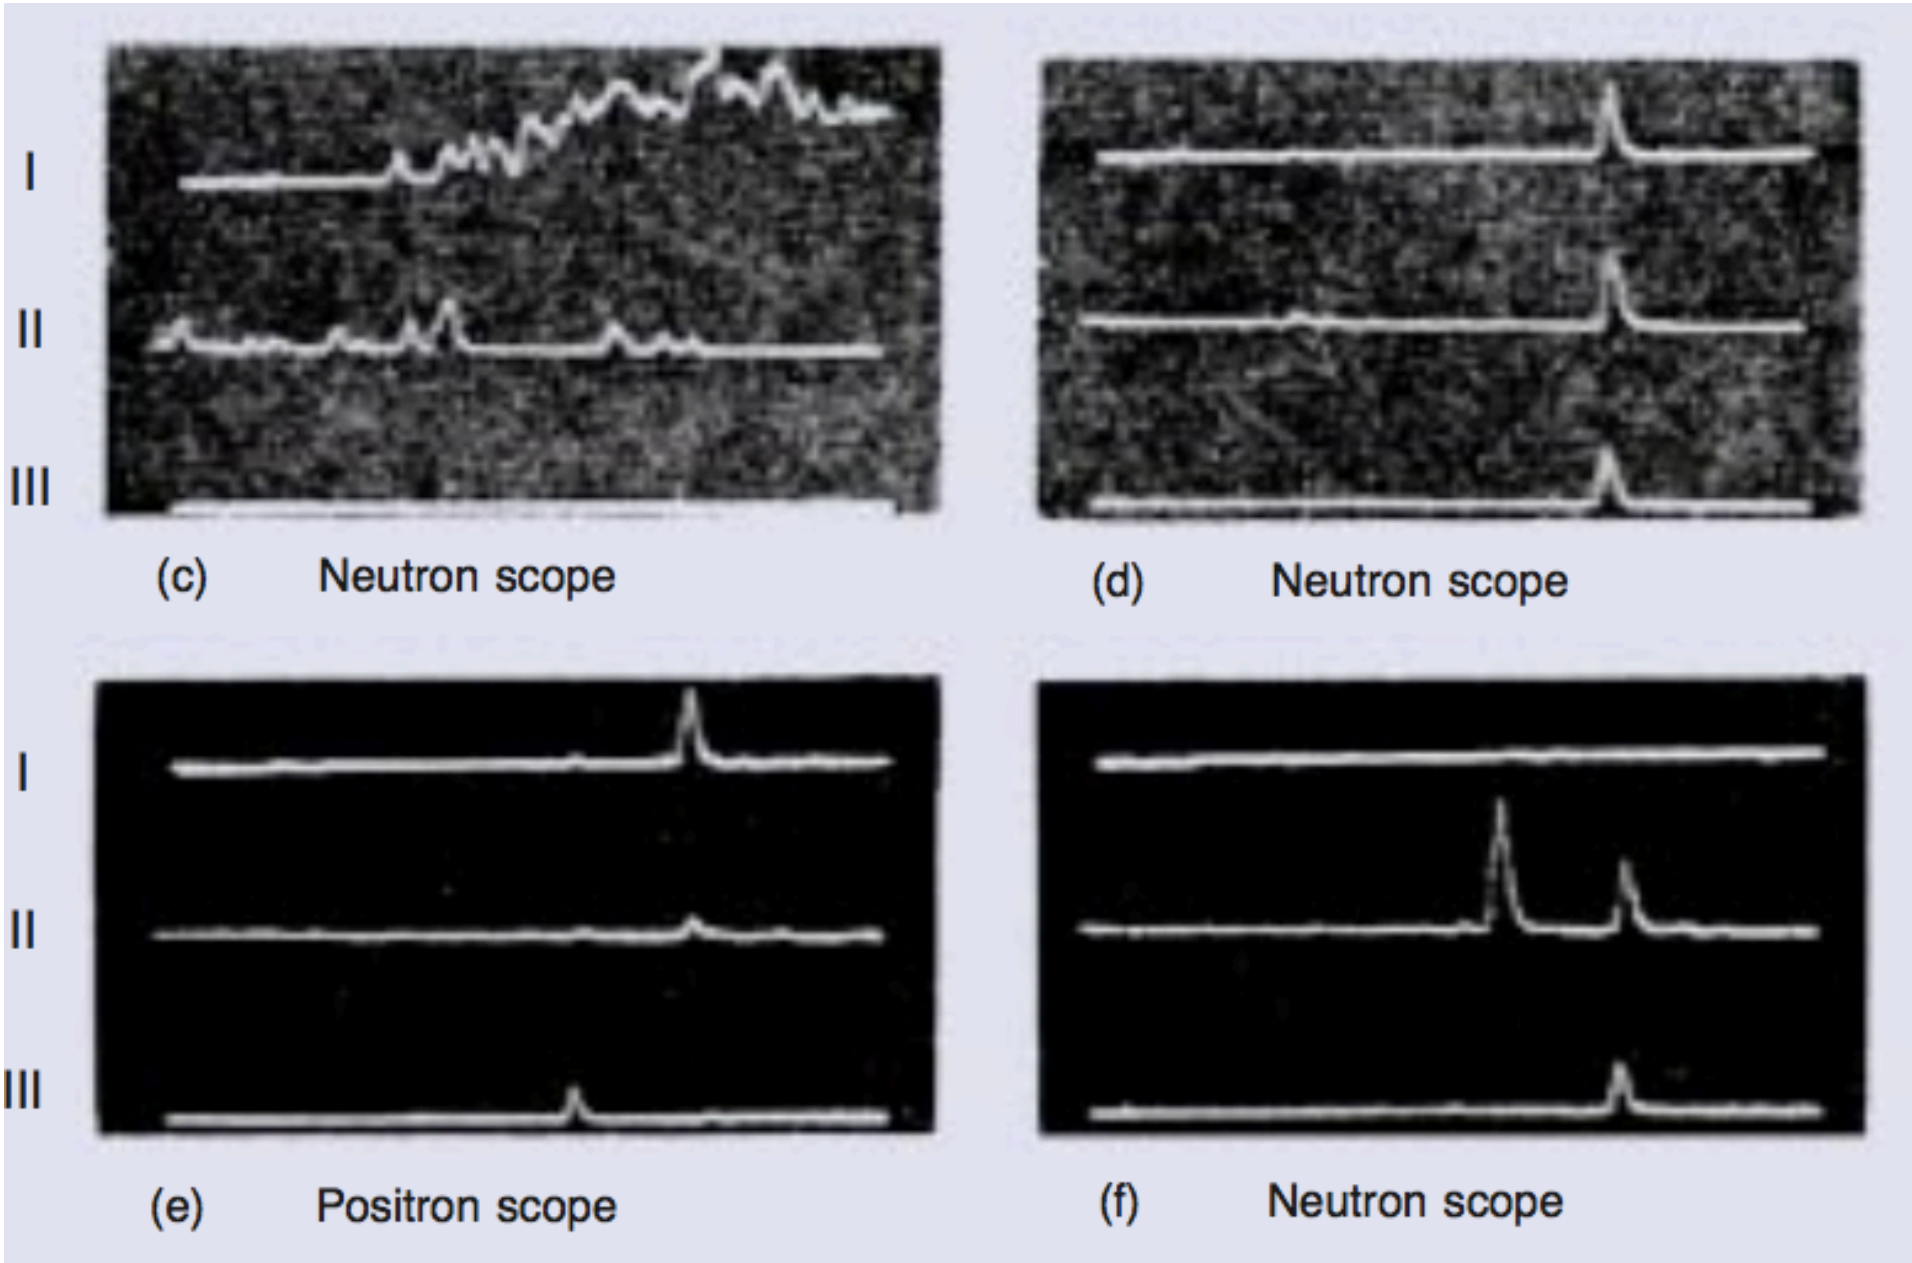 I
II
III
(c) Neutron scope
(d) Neutron scope
I
II
III
(e) Positron scope
(f) Neutron scope